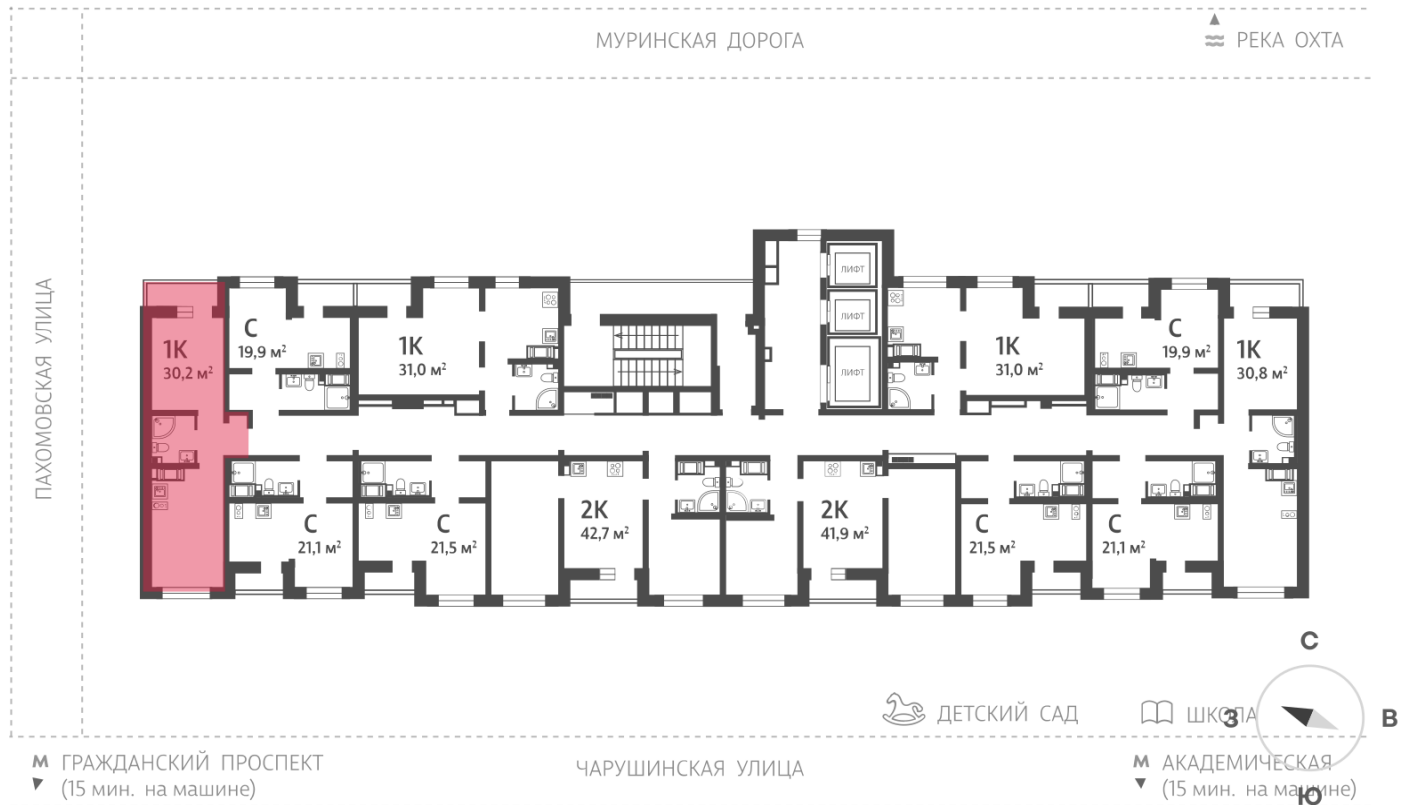 МУРИНСКАЯ ДОРОГА
РЕКА ОХТА
ПАХОМОВСКАЯ УЛИЦА
ЛИФТ
ЛИФТ
ЛИФТ
1К
30,2 м²
С
19,9 м²
1К
31,0 м²
1К
31,0 м²
С
19,9 м²
1К
30,8 м²
С
21,1 м²
С
21,5 м²
2К
42,7 м²
2К
41,9 м²
С
21,5 м²
С
21,1 м²
С
ДЕТСКИЙ САД
ШКОЛА
З
В
Ю
М ГРАЖДАНСКИЙ ПРОСПЕКТ
(15 мин. на машине)
ЧАРУШИНСКАЯ УЛИЦА
М АКАДЕМИЧЕСКАЯ
(15 мин. на машине)